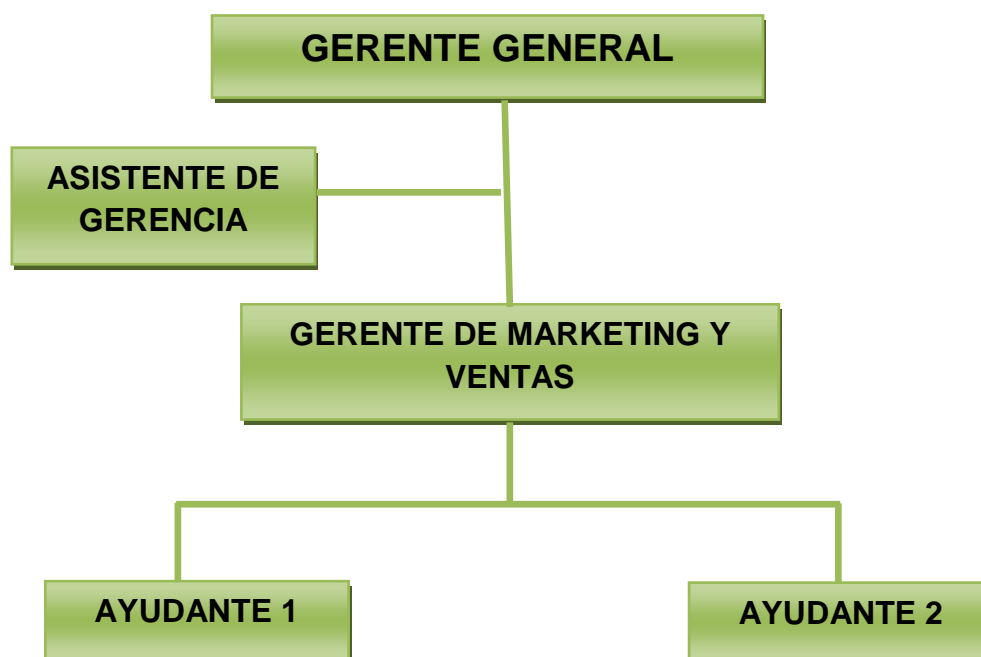 GERENTE GENERAL
ASISTENTE DE
GERENCIA
GERENTE DE MARKETING Y
VENTAS
AYUDANTE 1
AYUDANTE 2